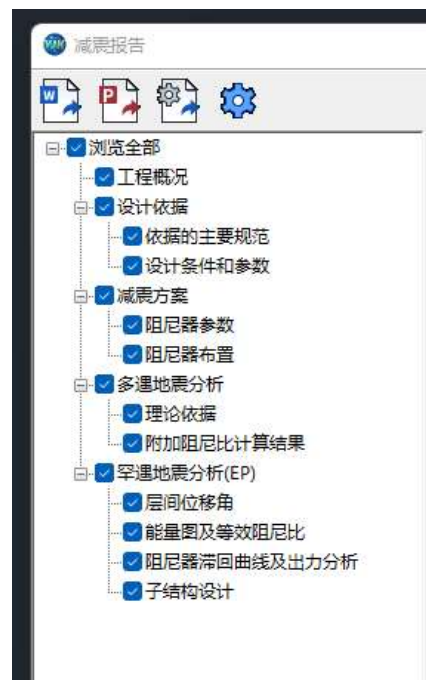 减震报告
W P
浏览全部
工程概况
设计依据
依据的主要规范
设计条件和参数
减震方案
阻尼器参数
阻尼器布置
多遇地震分析
理论依据
附加阻尼比计算结果
罕遇地震分析(EP)
层间位移角
能量图及等效阻尼比
阻尼器滞回曲线及出力分析
子结构设计